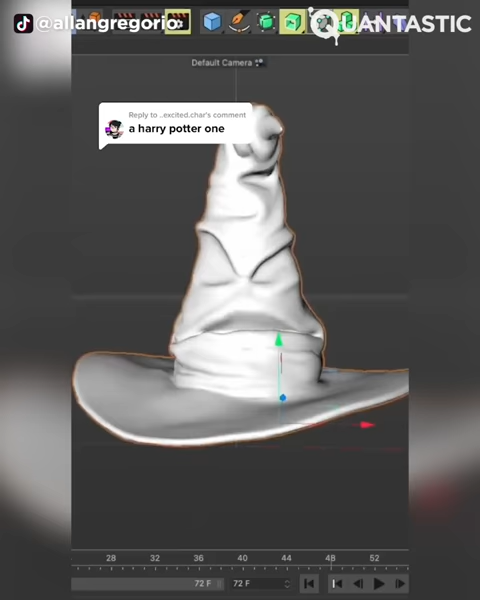 @allangregorio
QUANTASTIC
Default Camera
Reply to ..excited.char's comment
a harry potter one
28 32 36 40 44 48 52
72 F 72 F